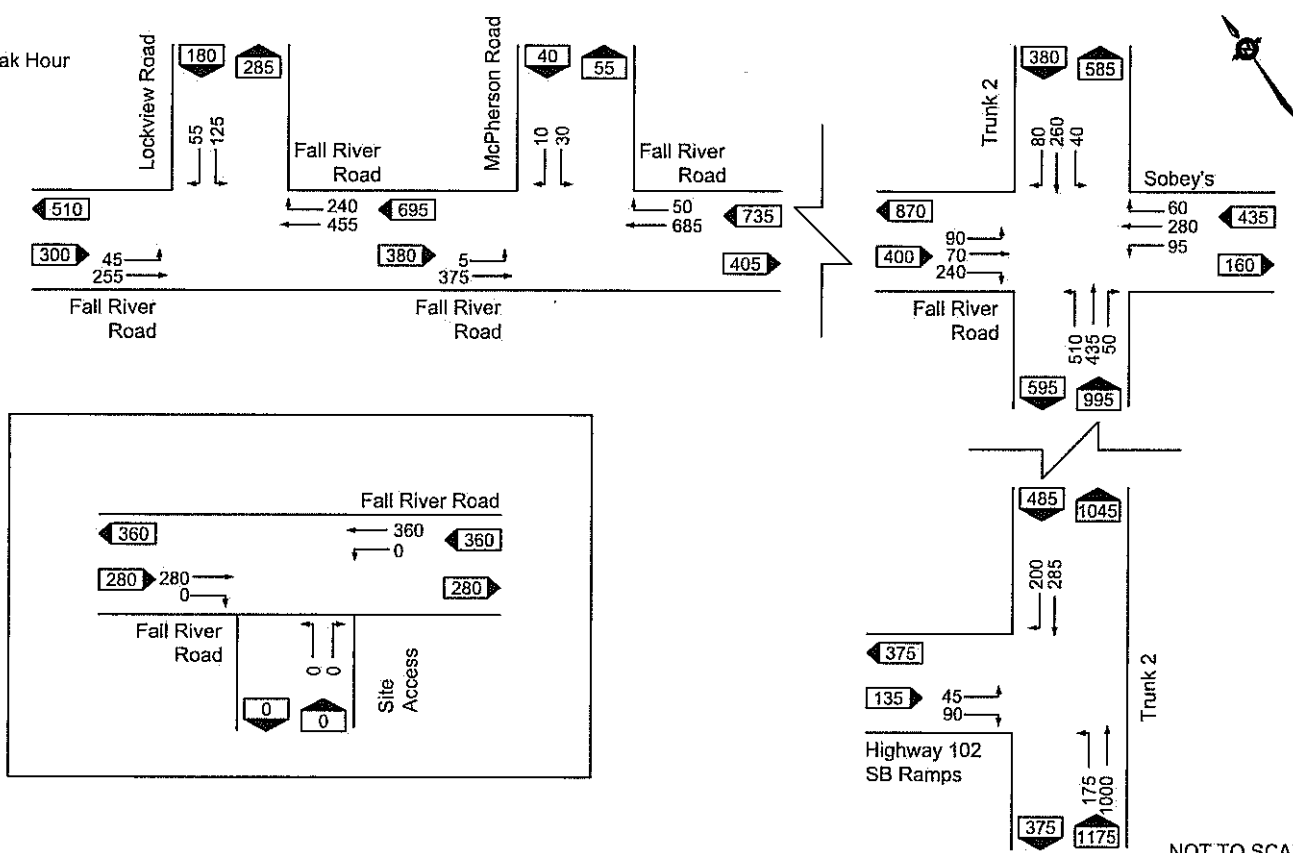 ak Hour
Lockview Road
180
285
55
125
Fall River
Road
510
240
695
455
300
45
255
Fall River
Road
McPherson Road
40
55
10
30
Fall River
Road
50
735
685
380
5
375
405
Fall River
Road
Trunk 2
380
585
80
260
40
Sobey's
870
60
435
280
95
400
90
70
240
160
Fall River
Road
510
435
50
595
995
Fall River Road
360
360
360
0
280
280
0
280
Fall River
Road
0
0
Site
Access
0
0
485
1045
200
285
375
135
45
90
Highway 102
SB Ramps
Trunk 2
175
1000
375
1175
NOT TO SCA